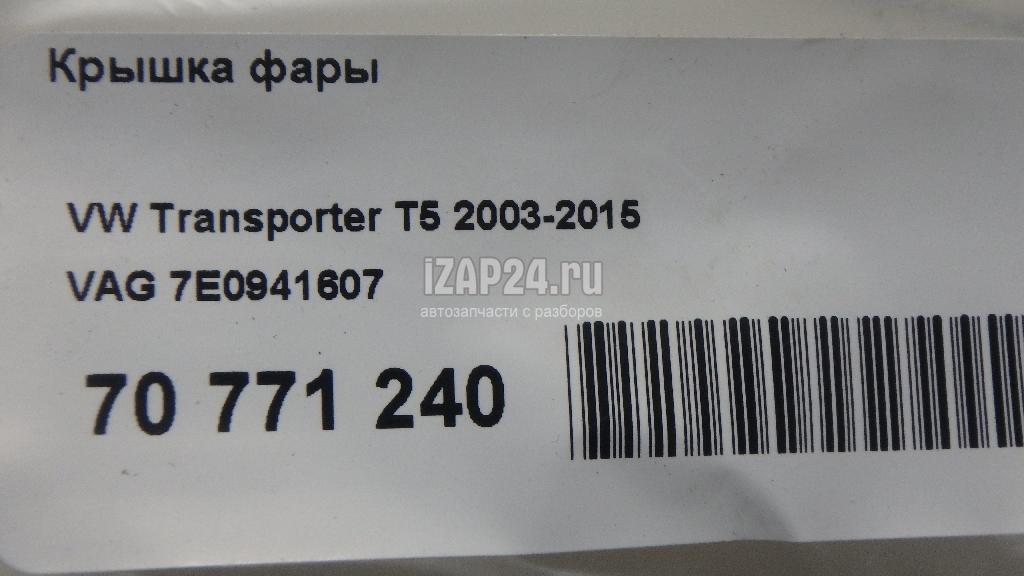 Крышка фары
VW Transporter T5 2003-2015
VAG 7E0941607
iZAP24.ru
автозапчасти с разборов
70 771 240